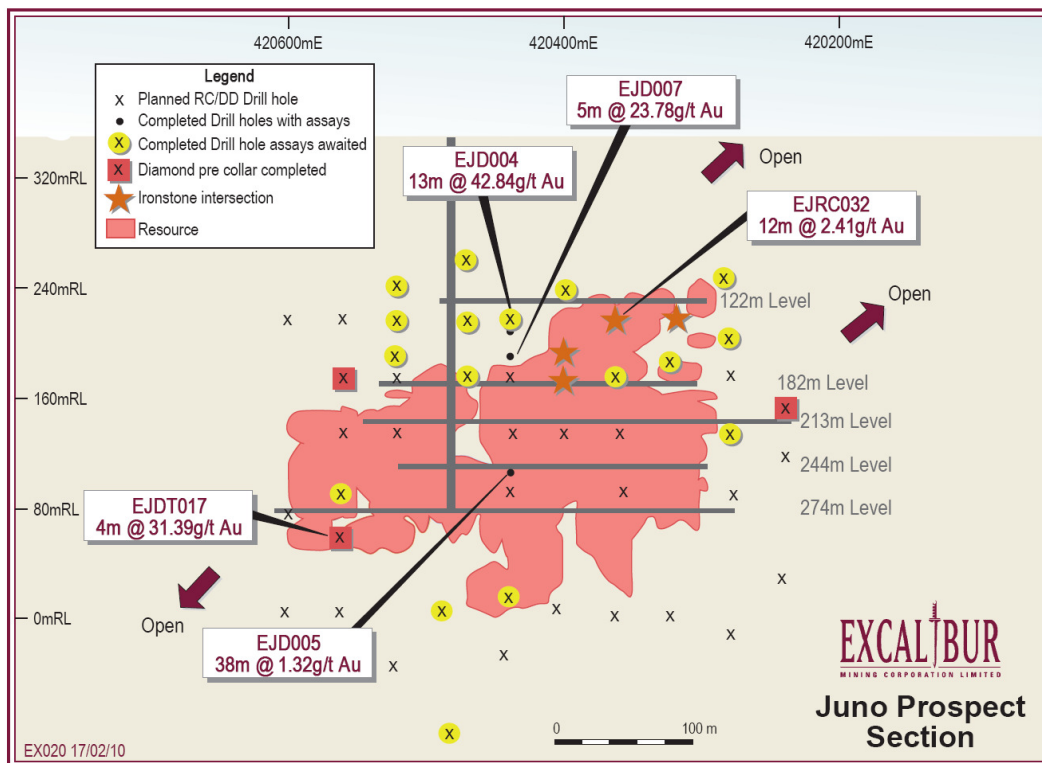 420600mE
420400mE
420200mE
Legend
x Planned RC/DD Drill hole
Completed Drill holes with assays
x Completed Drill hole assays awaited
x Diamond pre collar completed
Ironstone intersection
Resource
EJD007
5m @ 23.78g/t Au
EJD004
13m @ 42.84g/t Au
EJRC032
12m @ 2.41g/t Au
Open
Open
320mRL
240mRL
160mRL
80mRL
0mRL
122m Level
182m Level
213m Level
244m Level
274m Level
EJDT017
4m @ 31.39g/t Au
Open
EJD005
38m @ 1.32g/t Au
EXCALIBUR
MINING CORPORATION LIMITED
Juno Prospect
Section
0 100 m
EX020 17/02/10